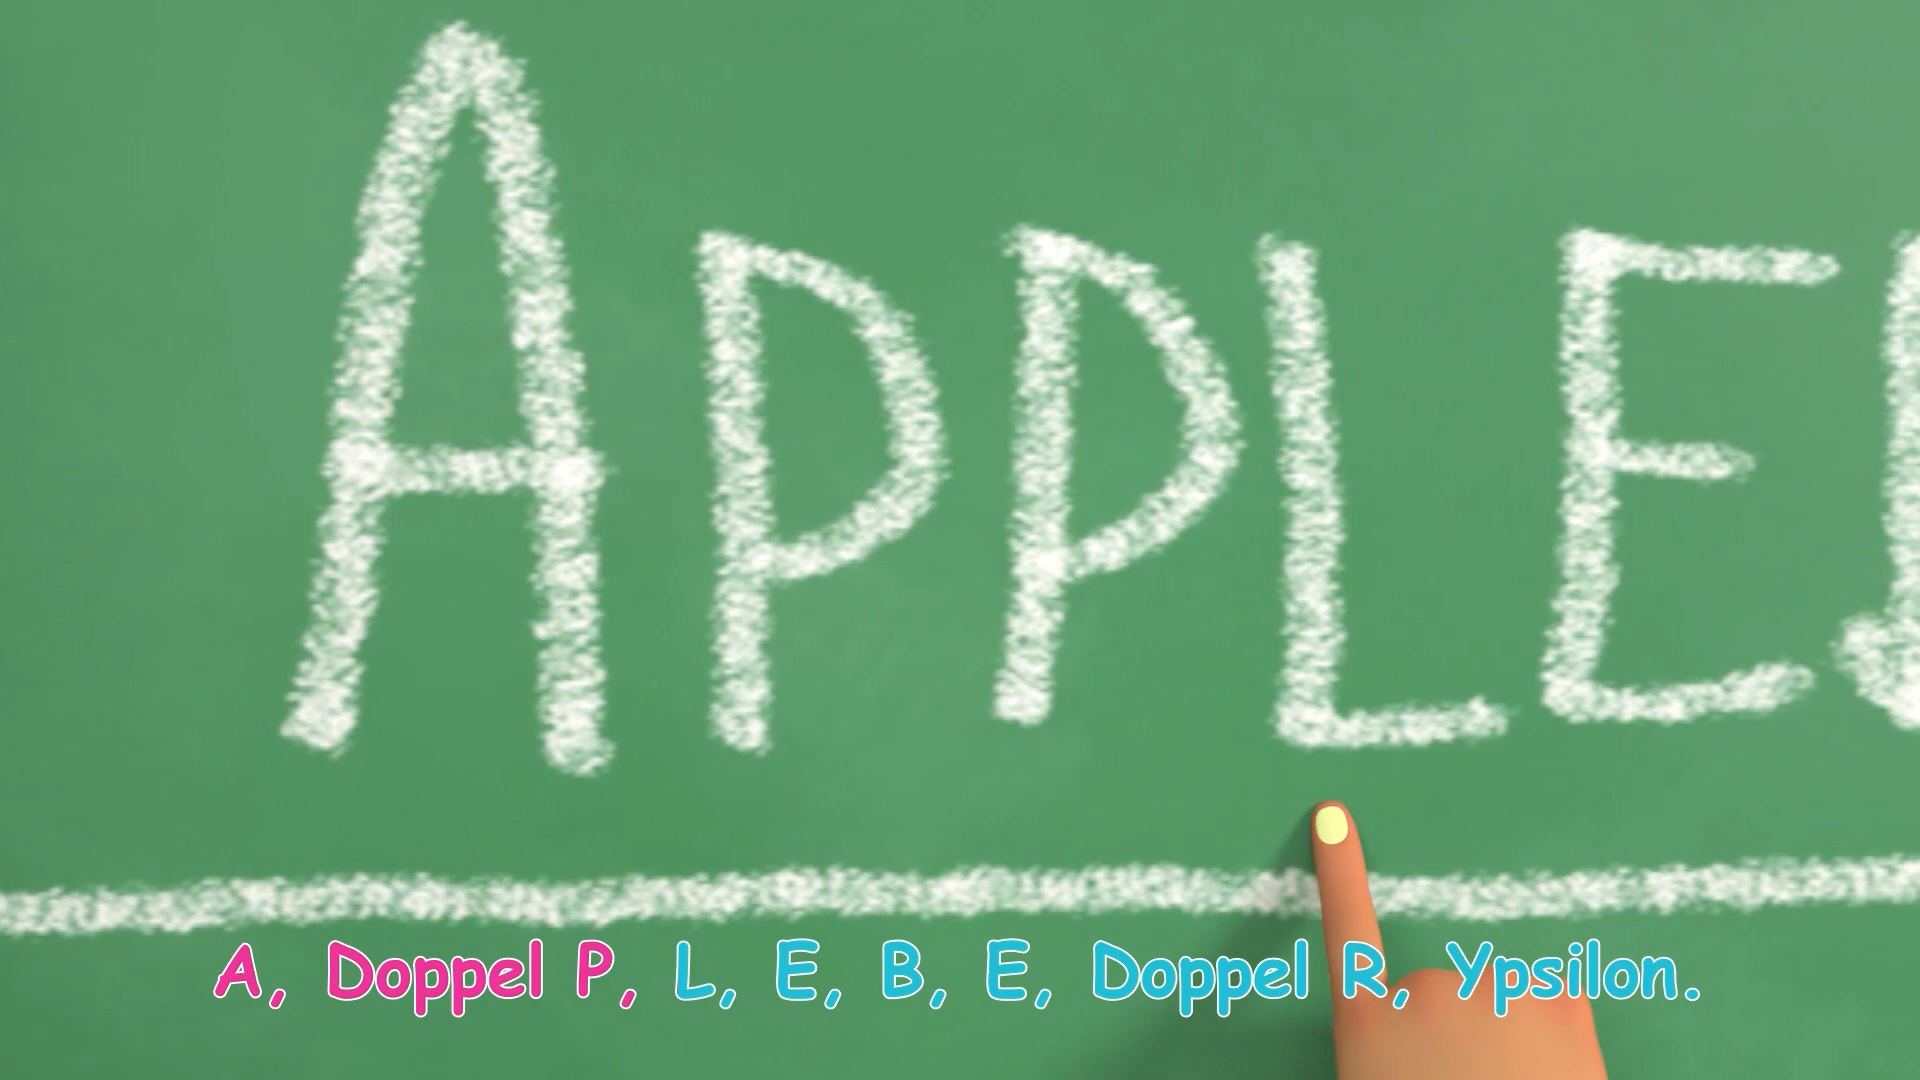 APPLE
A, Doppel P, L, E, B, E, Doppel R, Ypsilon.